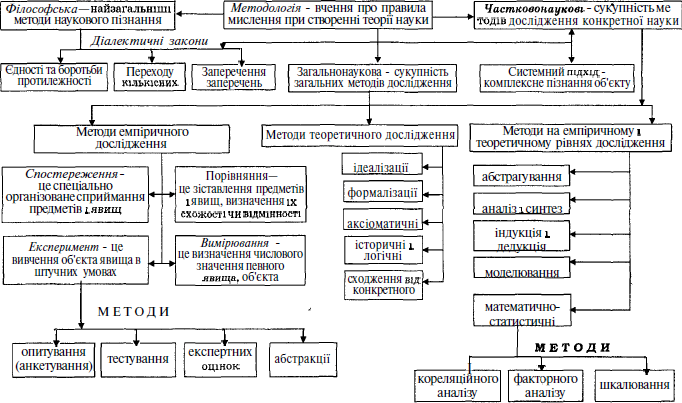 Філософська — найзагальніші
методи наукового пізнання
Методологія - вчення про правила
мислення при створенні теорії науки
Частковонаукові - сукупність ме
тодів дослідження конкретної науки
Діалектичні закони
Єдності та боротьби
протилежності
Переходу
кількісних
Заперечення
заперечень
Загальнонаукова - сукупність
загальних методів дослідження
Системний підхід -
комплексне пізнання об'єкту
Методи емпіричного
дослідження
Методи теоретичного дослідження
Методи на емпіричному і
теоретичному рівнях дослідження
Спостереження -
це спеціально
організоване сприймання
предметів і явищ
Порівняння—
це зіставлення предметів
і явищ, визначення їх
схожості чи відмінності
Експеримент - це
вивчення об'єкта явища в
штучних умовах
Вимірювання -
це визначення числового
значення певного
явища, об'єкта
ідеалізації
формалізації
аксіоматичні
історичні і
логічні
сходження від
конкретного
абстрагування
аналіз і синтез
індукція і
дедукція
моделювання
математично-
статистичні
МЕТОДИ
опитування
(анкетування)
тестування
експертних
оцінок
абстракції
МЕТОДИ
кореляційного
аналізу
факторного
аналізу
шкалювання